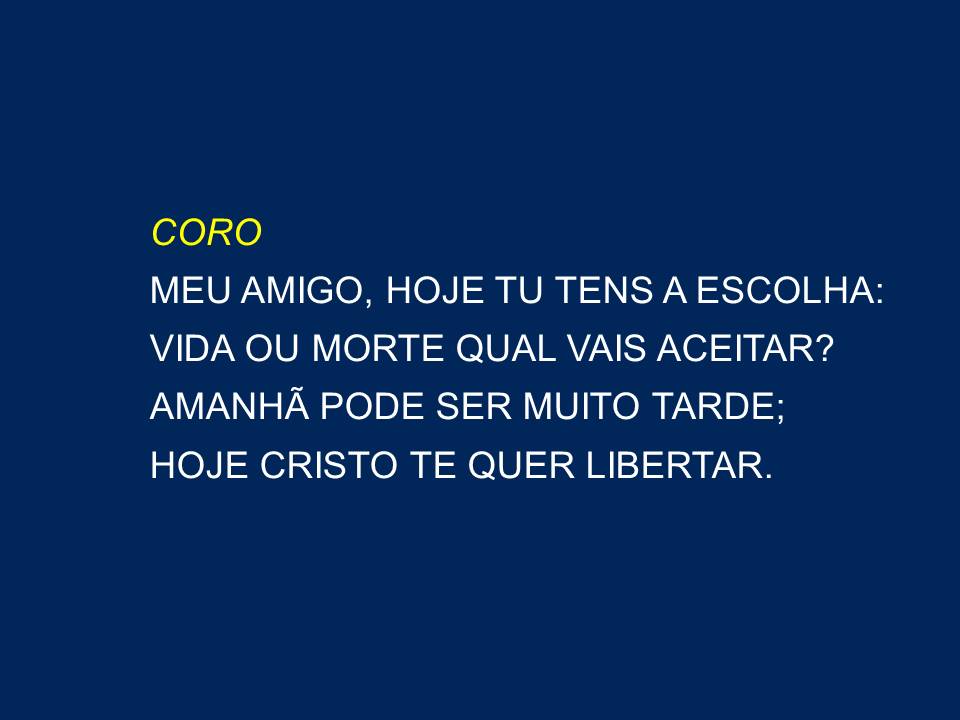 CORO
MEU AMIGO, HOJE TU TENS A ESCOLHA:
VIDA OU MORTE QUAL VAIS ACEITAR?
AMANHÃ PODE SER MUITO TARDE;
HOJE CRISTO TE QUER LIBERTAR.